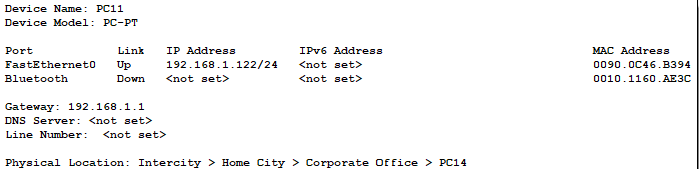 Device Name: PC11
Device Model: PC-PT
Port Link IP Address IPv6 Address MAC Address
FastEthernet0 Up 192.168.1.122/24 <not set> 0090.0C46.B394
Bluetooth Down <not set> <not set> 0010.1160.AE3C
Gateway: 192.168.1.1
DNS Server: <not set>
Line Number: <not set>
Physical Location: Intercity > Home City > Corporate Office > PC14